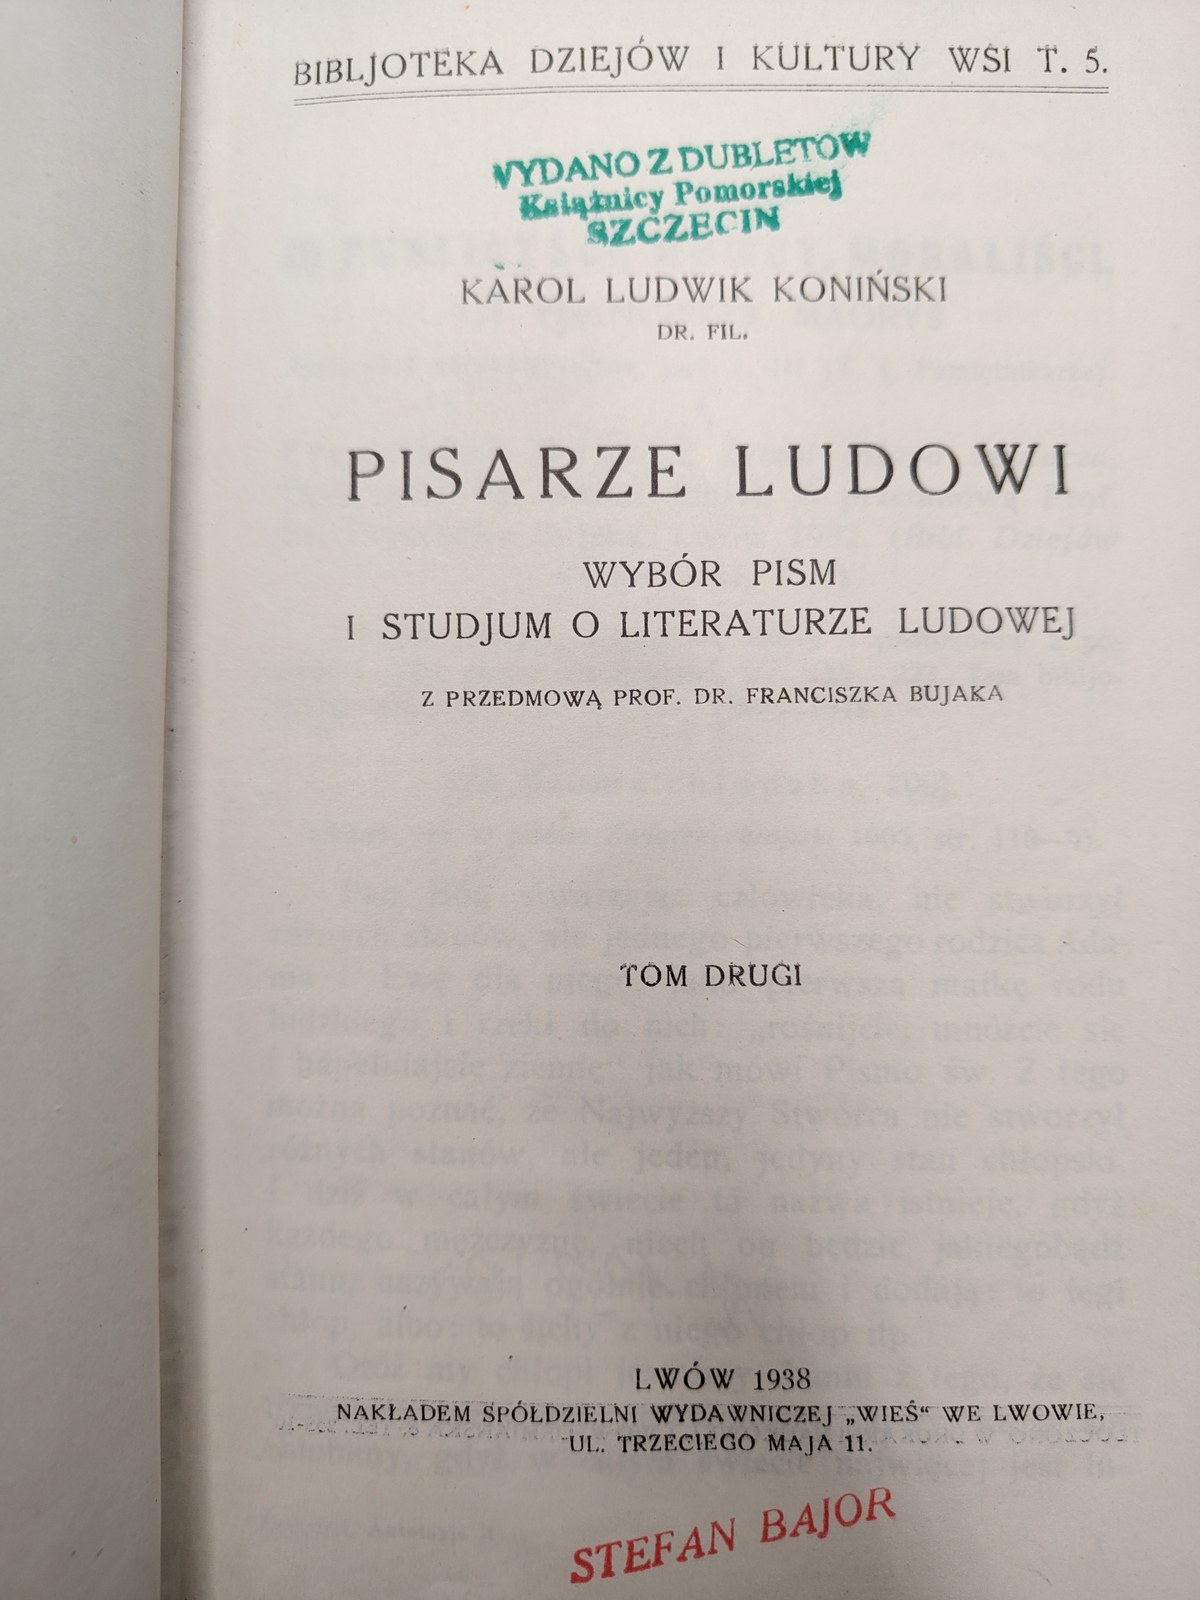 BIBLJOTEKA DZIEJÓW I KULTURY WSI T. 5.
WYDANO Z DUBLETOW
Książnicy Pomorskiej
SZCZECIN
KAROL LUDWIK KONIŃSKI
DR. FIL.
PISARZE LUDOWI
WYBÓR PISM
I STUDJUM O LITERATURZE LUDOWEJ
Z PRZEDMOWĄ PROF. DR. FRANCISZKA BUJAKA
TOM DRUGI
LWÓW 1938
NAKŁADEM SPÓŁDZIELNI WYDAWNICZEJ „WIEŚ“ WE LWOWIE,
UL. TRZECIEGO MAJA 11.
STEFAN BAJOR